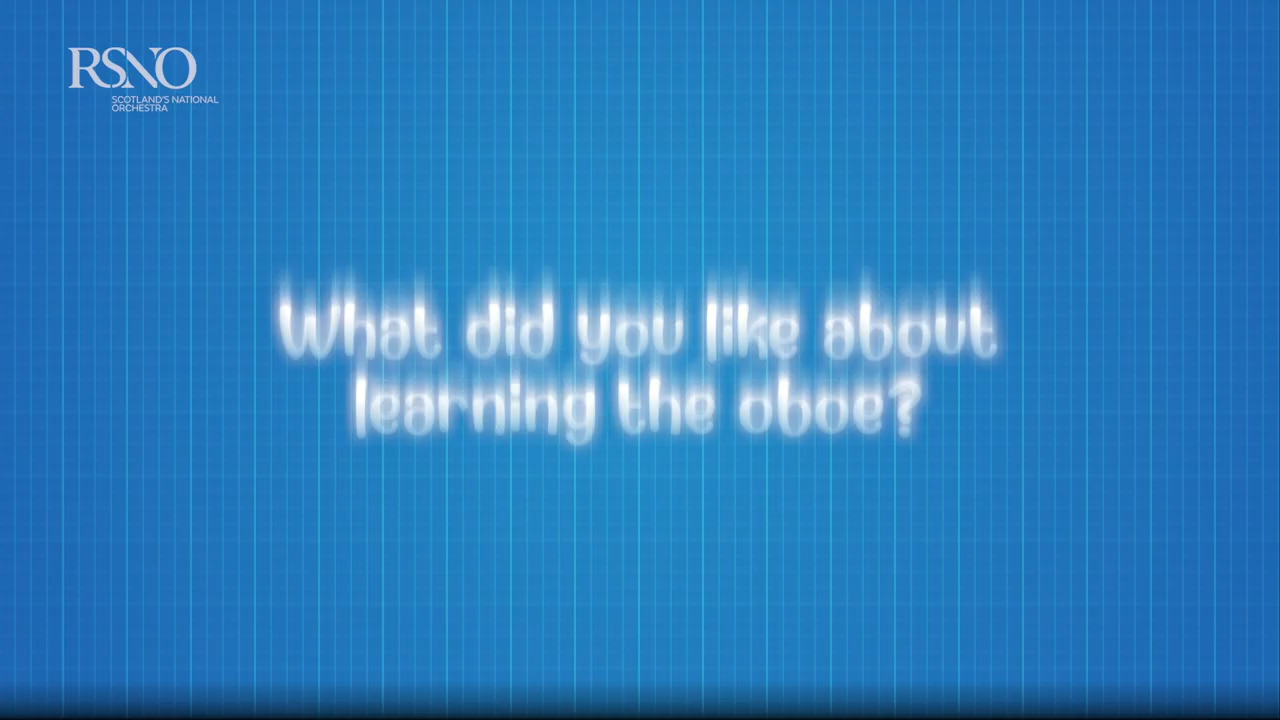 RSNO
SCOTLAND'S NATIONAL
ORCHESTRA
What did you like about
learning the oboe?